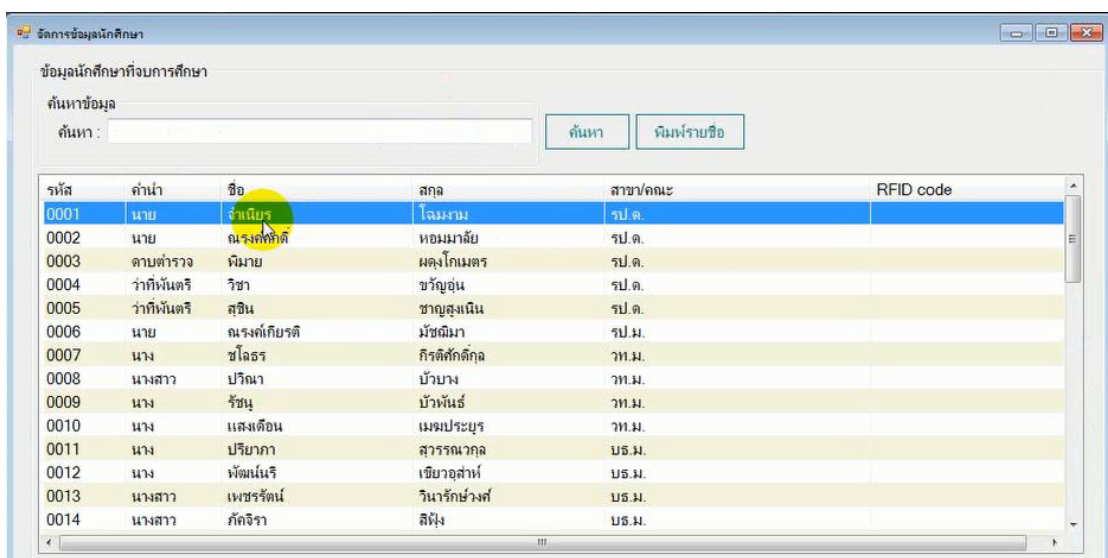 จัดการข้อมูลนักศึกษา
ข้อมูลนักศึกษาที่จบการศึกษา
ค้นหาข้อมูล
ค้นหา :
ค้นหา
พิมพ์รายชื่อ
รหัส คำนำ ชื่อ สกุล สาขา/คณะ RFID code
0001 นาย จำเนียร โฉมงาม รป.ด.
0002 นาย ณรงค์ศักดิ์ หอมมาลัย รป.ด.
0003 ดาบตำรวจ พิมาย ผดุงโกเมตร รป.ด.
0004 ว่าที่พันตรี วิชา ขวัญอุ่น รป.ด.
0005 ว่าที่พันตรี สุชิน ชาญสูงเนิน รป.ด.
0006 นาย ณรงค์เกียรติ มัชฌิมา รป.ม.
0007 นาง ชโลธร กิรติศักดิ์กุล วท.ม.
0008 นางสาว ปวีณา บัวบาง วท.ม.
0009 นาง รัชนุ บัวพันธ์ วท.ม.
0010 นาง แสงเดือน เมฆประยุร วท.ม.
0011 นาง ปริยาภา สุวรรณวกุล บธ.ม.
0012 นาง พัฒน์นรี เขียวอุส่าห์ บธ.ม.
0013 นางสาว เพชรรัตน์ วินารักษ์วงศ์ บธ.ม.
0014 นางสาว ภัคจิรา สีฟุ้ง บธ.ม.